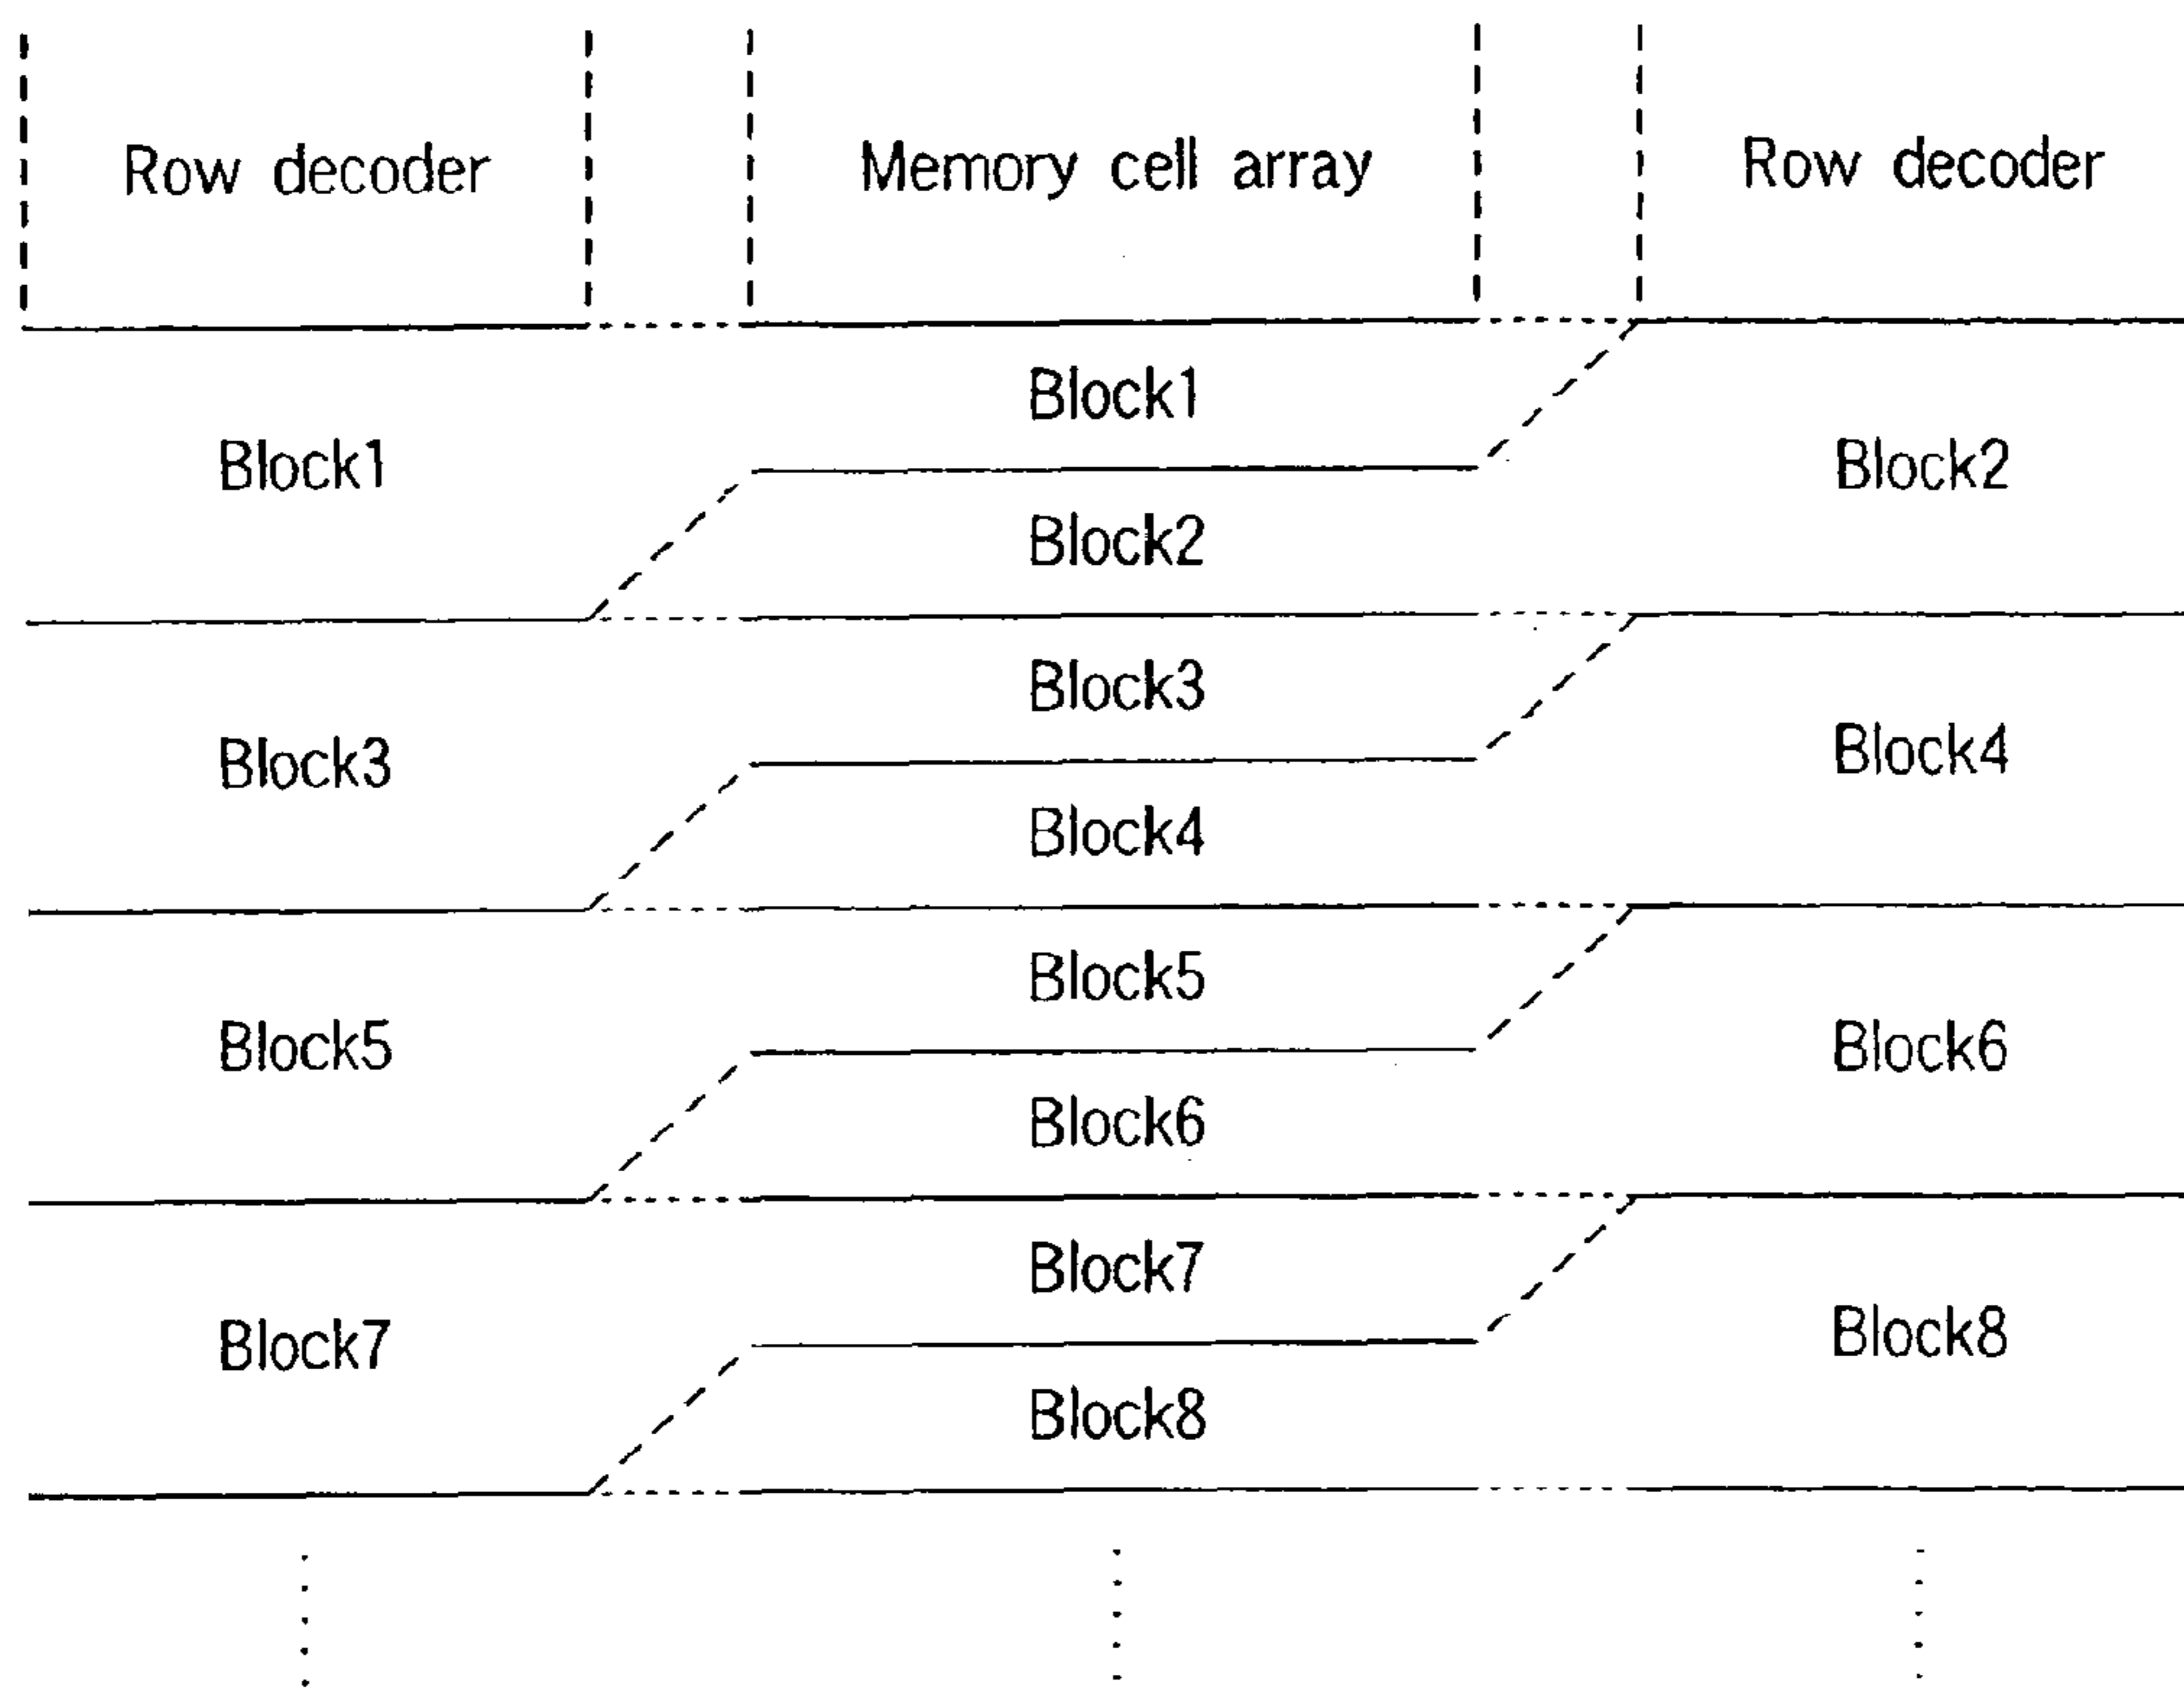 Row decoder
Memory cell array
Row decoder
Block1
Block1
Block2
Block2
Block3
Block3
Block4
Block4
Block5
Block5
Block6
Block6
Block7
Block7
Block8
Block8